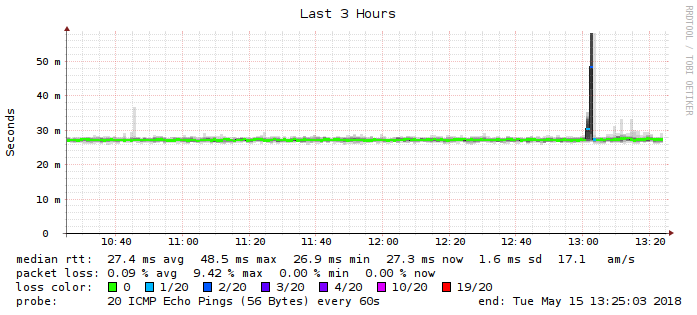 Last 3 Hours
RRDTOOL / TOBI OETIKER
Seconds
50 m
40 m
30 m
20 m
10 m
0
10:40 11:00 11:20 11:40 12:00 12:20 12:40 13:00 13:20
median rtt: 27.4 ms avg 48.5 ms max 26.9 ms min 27.3 ms now 1.6 ms sd 17.1 am/s
packet loss: 0.09 % avg 9.42 % max 0.00 % min 0.00 % now
loss color: 0 1/20 2/20 3/20 4/20 10/20 19/20
probe: 20 ICMP Echo Pings (56 Bytes) every 60s end: Tue May 15 13:25:03 2018